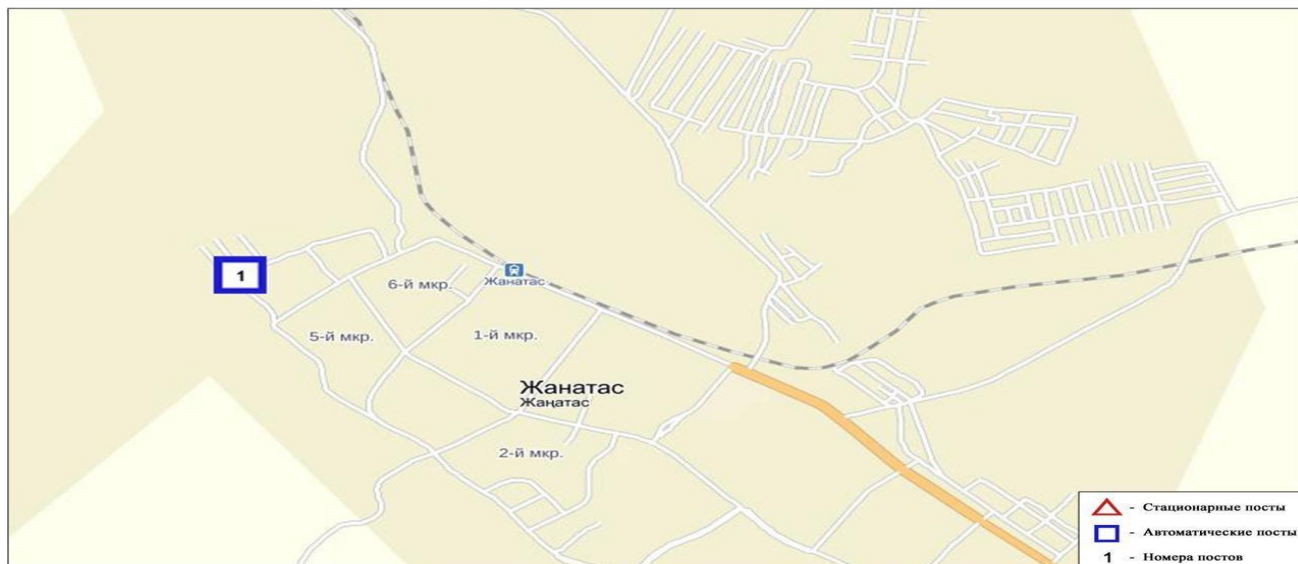 1
Жанатас
6-й мкр.
5-й мкр.
1-й мкр.
Жанатас
Жаңатас
2-й мкр.
- Стационарные посты
- Автоматические посты
1 - Номера постов